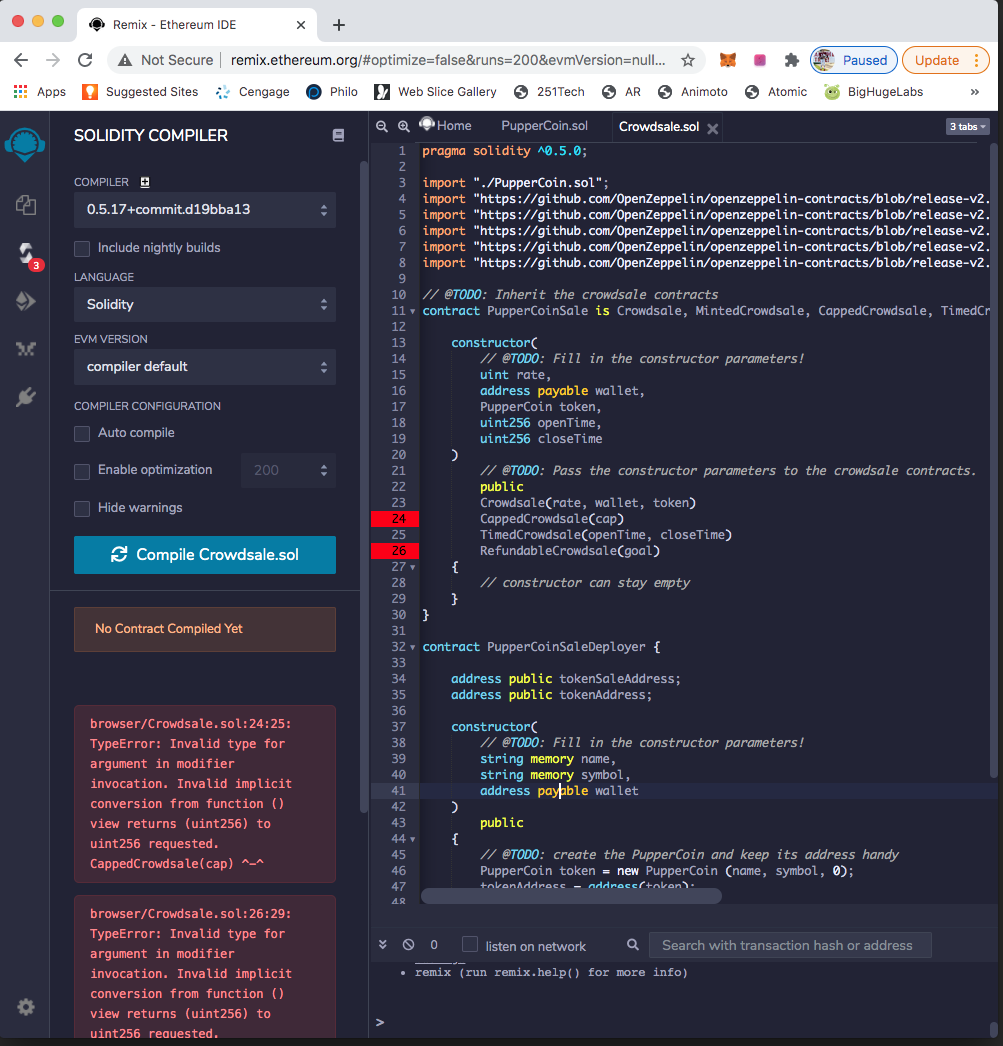 Remix - Ethereum IDE
Not Secure
remix.ethereum.org/#optimize=false&runs=200&evmVersion=null...
Paused
Update
Apps
Suggested Sites
Cengage
Philo
Web Slice Gallery
251Tech
AR
Animoto
Atomic
BigHugeLabs
»
SOLIDITY COMPILER
COMPILER
0.5.17+commit.d19bba13
Include nightly builds
LANGUAGE
Solidity
EVM VERSION
compiler default
COMPILER CONFIGURATION
Auto compile
Enable optimization
200
Hide warnings
Compile Crowdsale.sol
No Contract Compiled Yet
browser/Crowdsale.sol:24:25:
TypeError: Invalid type for
argument in modifier
invocation. Invalid implicit
conversion from function ()
view returns (uint256) to
uint256 requested.
CappedCrowdsale(cap) ^-^
browser/Crowdsale.sol:26:29:
TypeError: Invalid type for
argument in modifier
invocation. Invalid implicit
conversion from function ()
view returns (uint256) to
uint256 requested.
3
Home
PupperCoin.sol
Crowdsale.sol
3 tabs
1 pragma solidity ^0.5.0;
2
3 import "./PupperCoin.sol";
4 import "https://github.com/OpenZeppelin/openzeppelin-contracts/blob/release-v2.
5 import "https://github.com/OpenZeppelin/openzeppelin-contracts/blob/release-v2.
6 import "https://github.com/OpenZeppelin/openzeppelin-contracts/blob/release-v2.
7 import "https://github.com/OpenZeppelin/openzeppelin-contracts/blob/release-v2.
8 import "https://github.com/OpenZeppelin/openzeppelin-contracts/blob/release-v2.
9
10 // @TODO: Inherit the crowdsale contracts
11 contract PupperCoinSale is Crowdsale, MintedCrowdsale, CappedCrowdsale, TimedCr
12
13 constructor(
14 // @TODO: Fill in the constructor parameters!
15 uint rate,
16 address payable wallet,
17 PupperCoin token,
18 uint256 openTime,
19 uint256 closeTime
20 )
21 // @TODO: Pass the constructor parameters to the crowdsale contracts.
22 public
23 Crowdsale(rate, wallet, token)
24 CappedCrowdsale(cap)
25 TimedCrowdsale(openTime, closeTime)
26 RefundableCrowdsale(goal)
27 {
28 // constructor can stay empty
29 }
30 }
31
32 contract PupperCoinSaleDeployer {
33
34 address public tokenSaleAddress;
35 address public tokenAddress;
36
37 constructor(
38 // @TODO: Fill in the constructor parameters!
39 string memory name,
40 string memory symbol,
41 address payable wallet
42 )
43 public
44 {
45 // @TODO: create the PupperCoin and keep its address handy
46 PupperCoin token = new PupperCoin (name, symbol, 0);
47 tokenAddress = address(token);
48
0
listen on network
Search with transaction hash or address
• remix (run remix.help() for more info)
>